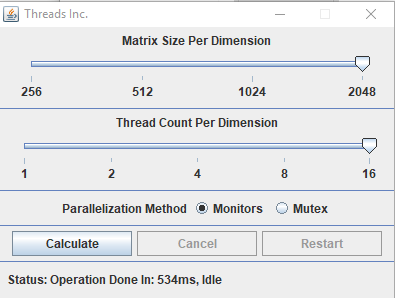 Threads Inc.
Matrix Size Per Dimension
256 512 1024 2048
Thread Count Per Dimension
1 2 4 8 16
Parallelization Method Monitors Mutex
Calculate Cancel Restart
Status: Operation Done In: 534ms, Idle